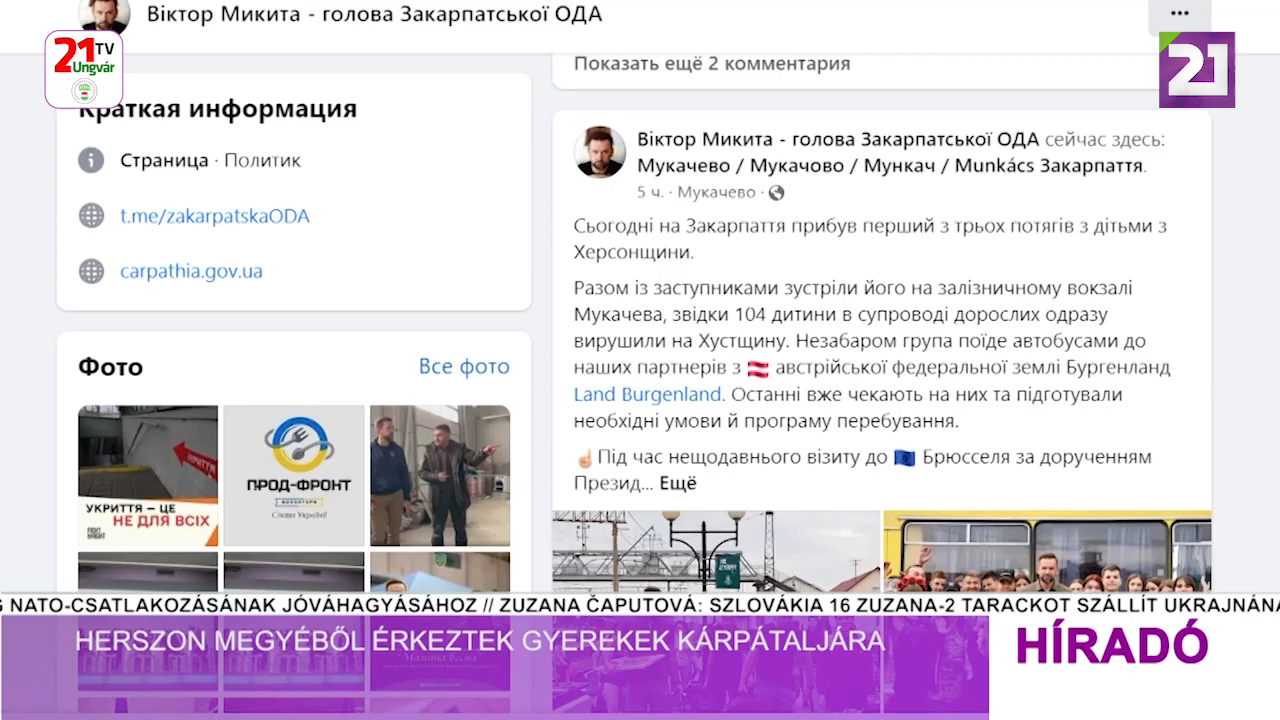 Віктор Микита - голова Закарпатської ОДА
21 TV
Ungvár
21
Показать ещё 2 комментария
Краткая информация
Страница · Политик
t.me/zakarpatskaODA
carpathia.gov.ua
Фото
Все фото
УКРИТТЯ
УКРИТТЯ – ЦЕ
НЕ ДЛЯ ВСІХ
ПРОД-ФРОНТ
Слава Україні!
Віктор Микита - голова Закарпатської ОДА сейчас здесь:
Мукачево / Мукачово / Мункач / Munkács Закарпаття.
5 ч. · Мукачево ·
Сьогодні на Закарпаття прибув перший з трьох потягів з дітьми з
Херсонщини.
Разом із заступниками зустріли його на залізничному вокзалі
Мукачева, звідки 104 дитини в супроводі дорослих одразу
вирушили на Хустщину. Незабаром група поїде автобусами до
наших партнерів з 🇦🇹 австрійської федеральної землі Бургенланд
Land Burgenland. Останні вже чекають на них та підготували
необхідні умови й програму перебування.
☝🏻Під час нещодавнього візиту до 🇪🇺 Брюсселя за дорученням
Презид... Ещё
G NATO-CSATLAKOZÁSÁNAK JÓVÁHAGYÁSÁHOZ // ZUZANA ČAPUTOVÁ: SZLOVÁKIA 16 ZUZANA-2 TARACKOT SZÁLLÍT UKRAJNÁNA
HERSZON MEGYÉBŐL ÉRKEZTEK GYEREKEK KÁRPÁTALJÁRA
HÍRADÓ